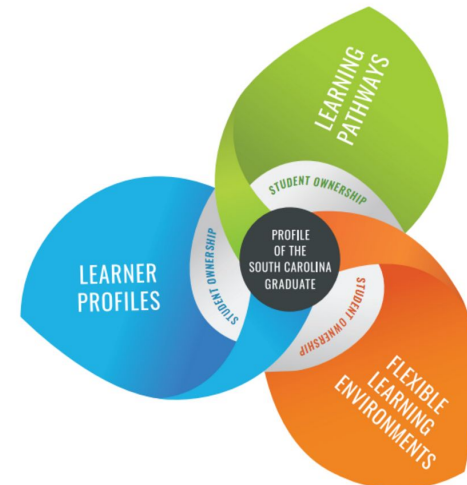 LEARNING
PATHWAYS
STUDENT OWNERSHIP
PROFILE
OF THE
SOUTH CAROLINA
GRADUATE
LEARNER
PROFILES
STUDENT OWNERSHIP
STUDENT OWNERSHIP
FLEXIBLE
LEARNING
ENVIRONMENTS